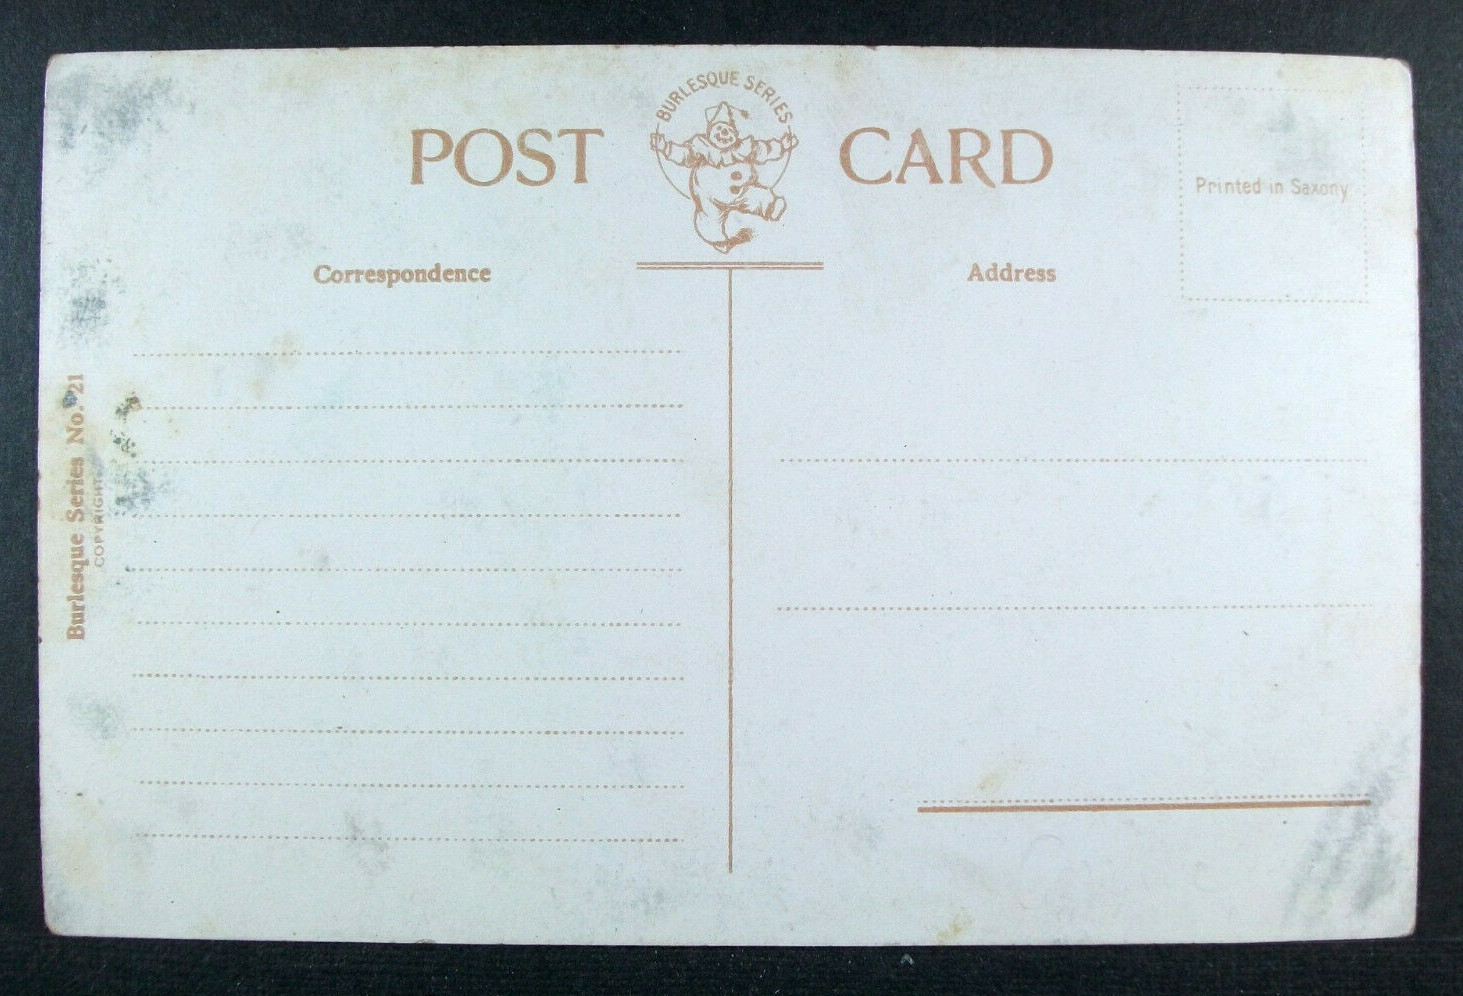 BURLESQUE SERIES
POST CARD
Printed in Saxony
Correspondence
Address
Burlesque Series No. 21
COPYRIGHT